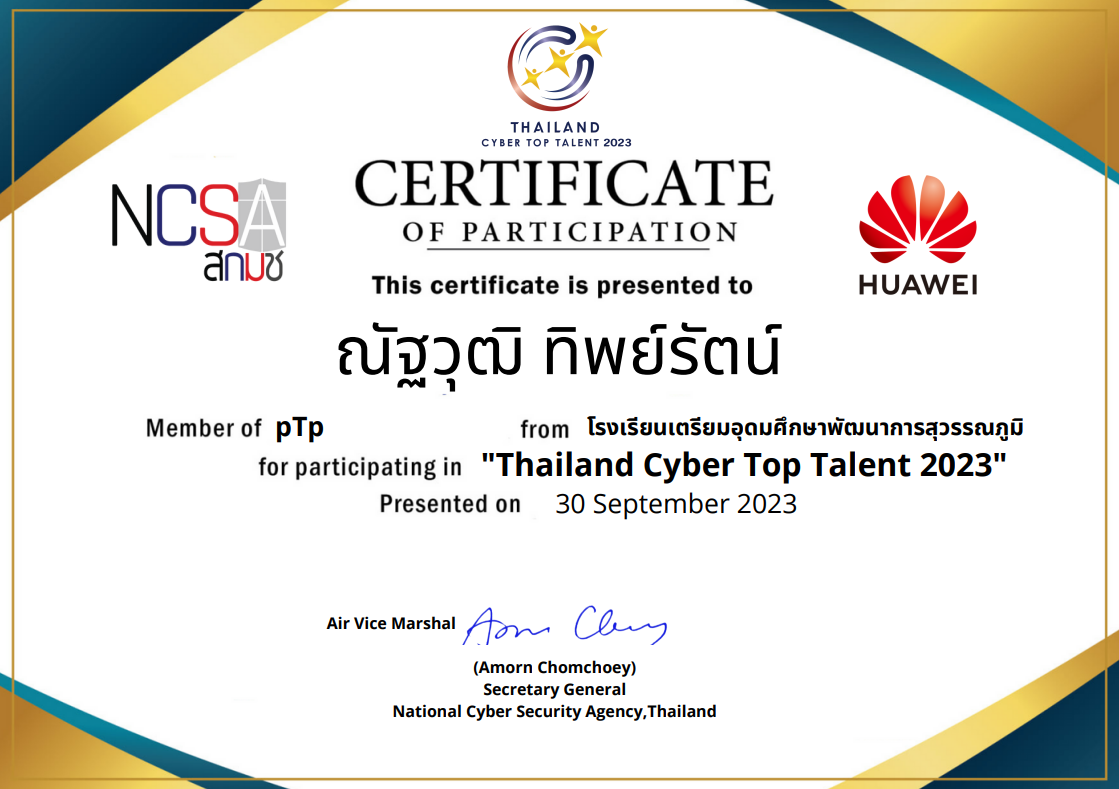 THAILAND
CYBER TOP TALENT 2023
CERTIFICATE
OF PARTICIPATION
NCSA
สกมช
HUAWEI
This certificate is presented to
ณัฐวุฒิ ทิพย์รัตน์
Member of pTp from โรงเรียนเตรียมอุดมศึกษาพัฒนาการสุวรรณภูมิ
for participating in "Thailand Cyber Top Talent 2023"
Presented on 30 September 2023
Air Vice Marshal
(Amorn Chomchoey)
Secretary General
National Cyber Security Agency,Thailand